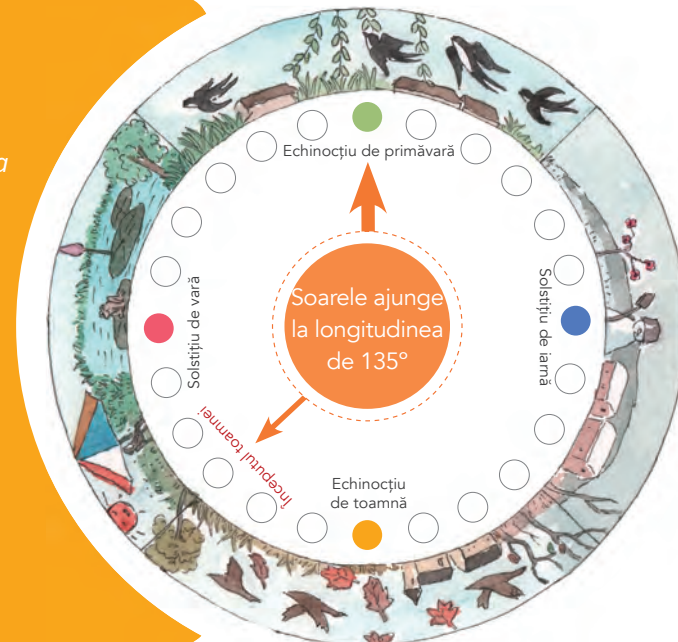 a
Echinocțiu de primăvară
Solstițiu de vară
Soarele ajunge
la longitudinea
de 135°
Solstițiu de iarnă
Începutul toamnei
Echinocțiu
de toamnă